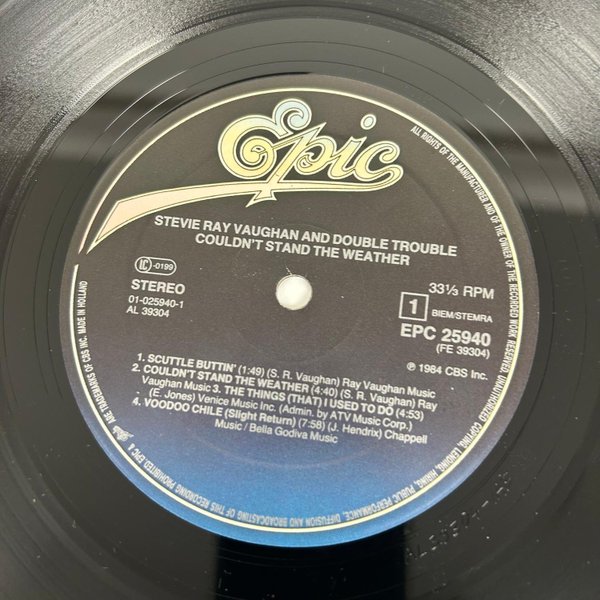 Epic
STEVIE RAY VAUGHAN AND DOUBLE TROUBLE
COULDN'T STAND THE WEATHER
LC -0199
STEREO
01-025940-1
AL 39304
33⅓ RPM
1 BIEM/STEMRA
EPC 25940
(FE 39304)
℗ 1984 CBS Inc.
1. SCUTTLE BUTTIN' (1:49) (S. R. Vaughan) Ray Vaughan Music
2. COULDN'T STAND THE WEATHER (4:40) (S. R. Vaughan) Ray
Vaughan Music 3. THE THINGS (THAT) I USED TO DO (4:53)
(E. Jones) Venice Music Inc. (Admin. by ATV Music Corp.)
4. VOODOO CHILE (Slight Return) (7:58) (J. Hendrix) Chappell
Music / Bella Godiva Music
ALL RIGHTS OF THE MANUFACTURER AND OF THE OWNER OF THE RECORDED WORK RESERVED. UNAUTHORIZED COPYING, LENDING, HIRING, PUBLIC PERFORMANCE, DIFFUSION AND BROADCASTING OF THIS RECORDING PROHIBITED. EPIC & Epic ARE TRADEMARKS OF CBS INC. MADE IN HOLLAND